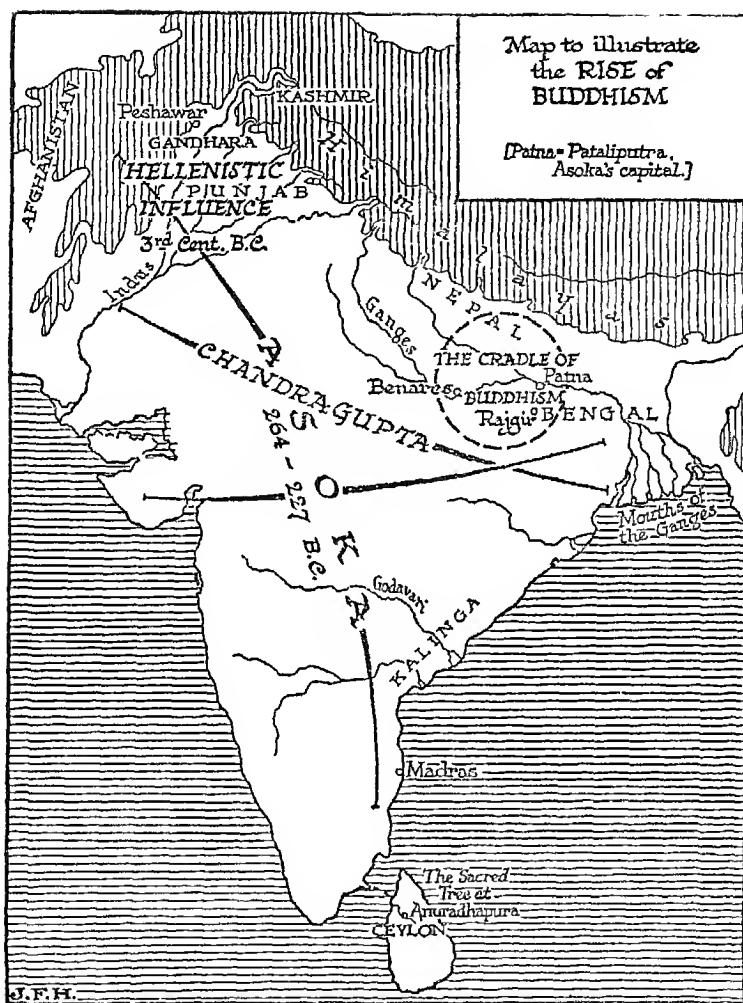 Map to illustrate
the RISE of
BUDDHISM
[Patna = Pataliputra,
Asoka's capital.]
AFGHANISTAN
Peshawar
KASHMIR
GANDHARA
HELLENISTIC
PUNJAB
INFLUENCE
3rd Cent. B.C.
Indus
Himalayas
NEPAL
Ganges
THE CRADLE OF
Patna
Benares
BUDDHISM
Rajgir
BENGAL
CHANDRAGUPTA
ASOKA
264 - 227 B.C.
Mouths of
the Ganges
Godavari
KALINGA
Madras
The Sacred
Tree at
Anuradhapura
CEYLON
J.F.H.